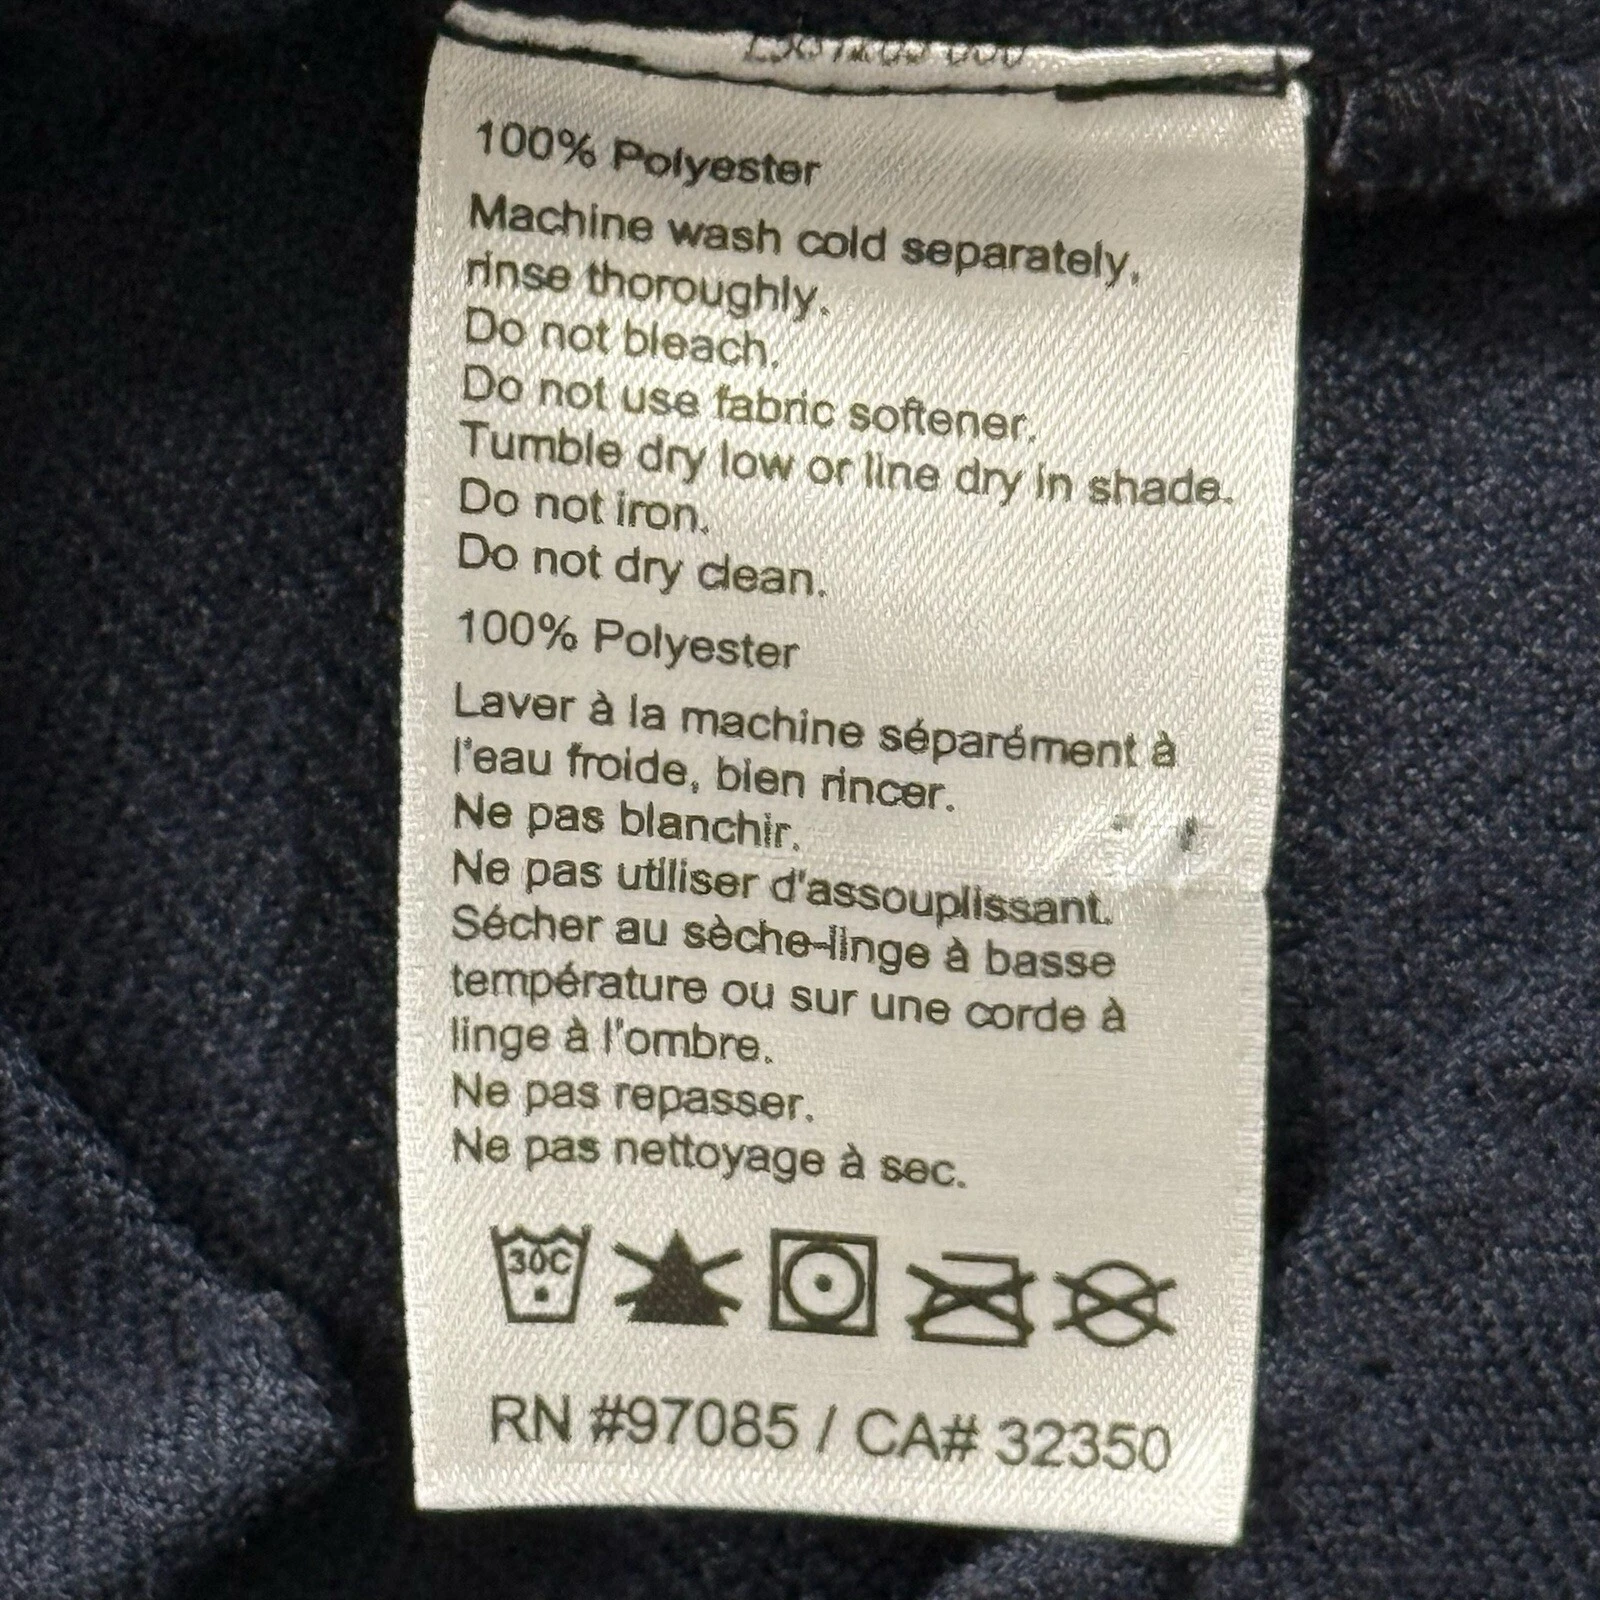 100% Polyester
Machine wash cold separately,
rinse thoroughly.
Do not bleach.
Do not use fabric softener.
Tumble dry low or line dry in shade.
Do not iron.
Do not dry clean.
100% Polyester
Laver à la machine séparément à
l'eau froide, bien rincer.
Ne pas blanchir.
Ne pas utiliser d'assouplissant.
Sécher au sèche-linge à basse
température ou sur une corde à
linge à l'ombre.
Ne pas repasser.
Ne pas nettoyage à sec.
30C
RN #97085 / CA# 32350